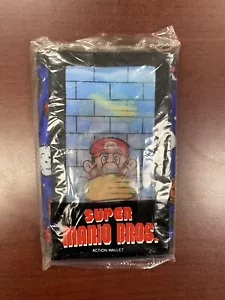 SUPER
MARIO BROS.
ACTION WALLET